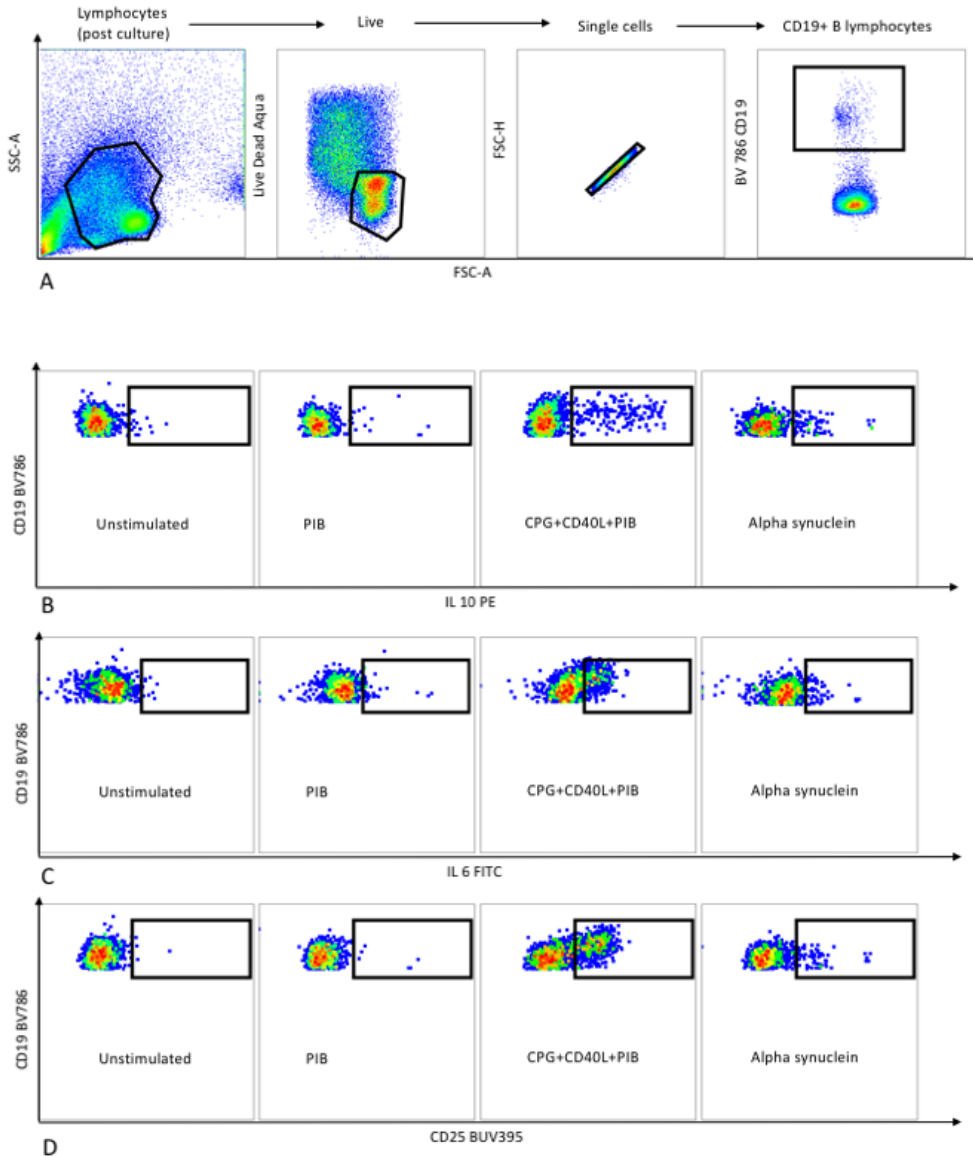 Lymphocytes
(post culture)
Live
Single cells
CD19+ B lymphocytes
SSC-A
Live Dead Aqua
FSC-H
BV 786 CD19
FSC-A
A
CD19 BV786
Unstimulated
PIB
CPG+CD40L+PIB
Alpha synuclein
B
IL 10 PE
CD19 BV786
Unstimulated
PIB
CPG+CD40L+PIB
Alpha synuclein
C
IL 6 FITC
CD19 BV786
Unstimulated
PIB
CPG+CD40L+PIB
Alpha synuclein
D
CD25 BUV395